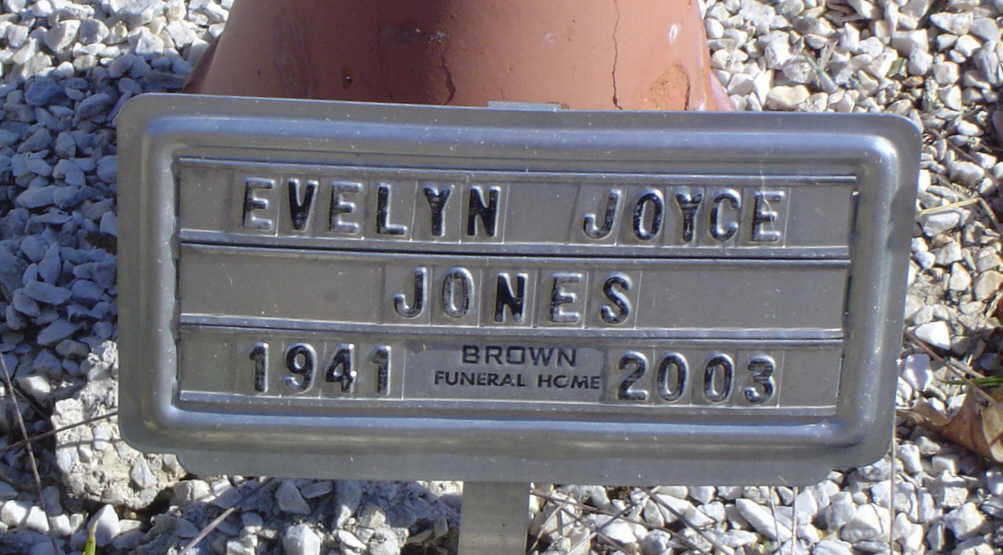 EVELYN JOYCE
JONES
1941 BROWN FUNERAL HOME 2003